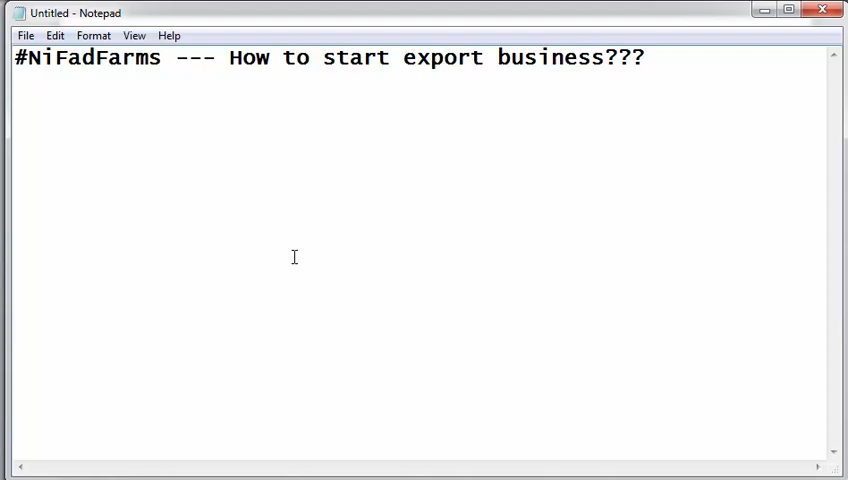 Untitled - Notepad
File Edit Format View Help
#NiFadFarms --- How to start export business???